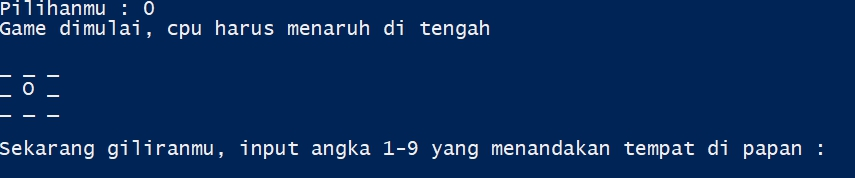 Pilihanmu : O
Game dimulai, cpu harus menaruh di tengah
_ _ _
_ O _
_ _ _
Sekarang giliranmu, input angka 1-9 yang menandakan tempat di papan :